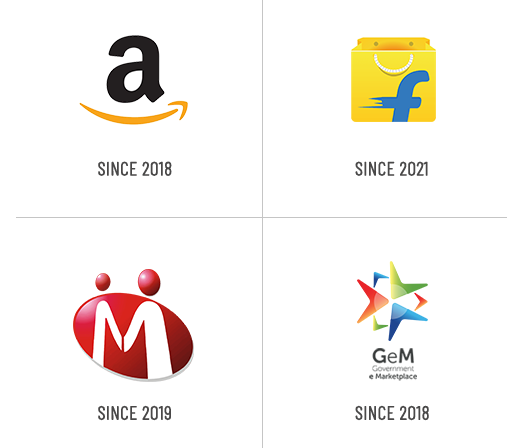 a
SINCE 2018
f
SINCE 2021
M
SINCE 2019
GeM
Government
e Marketplace
SINCE 2018